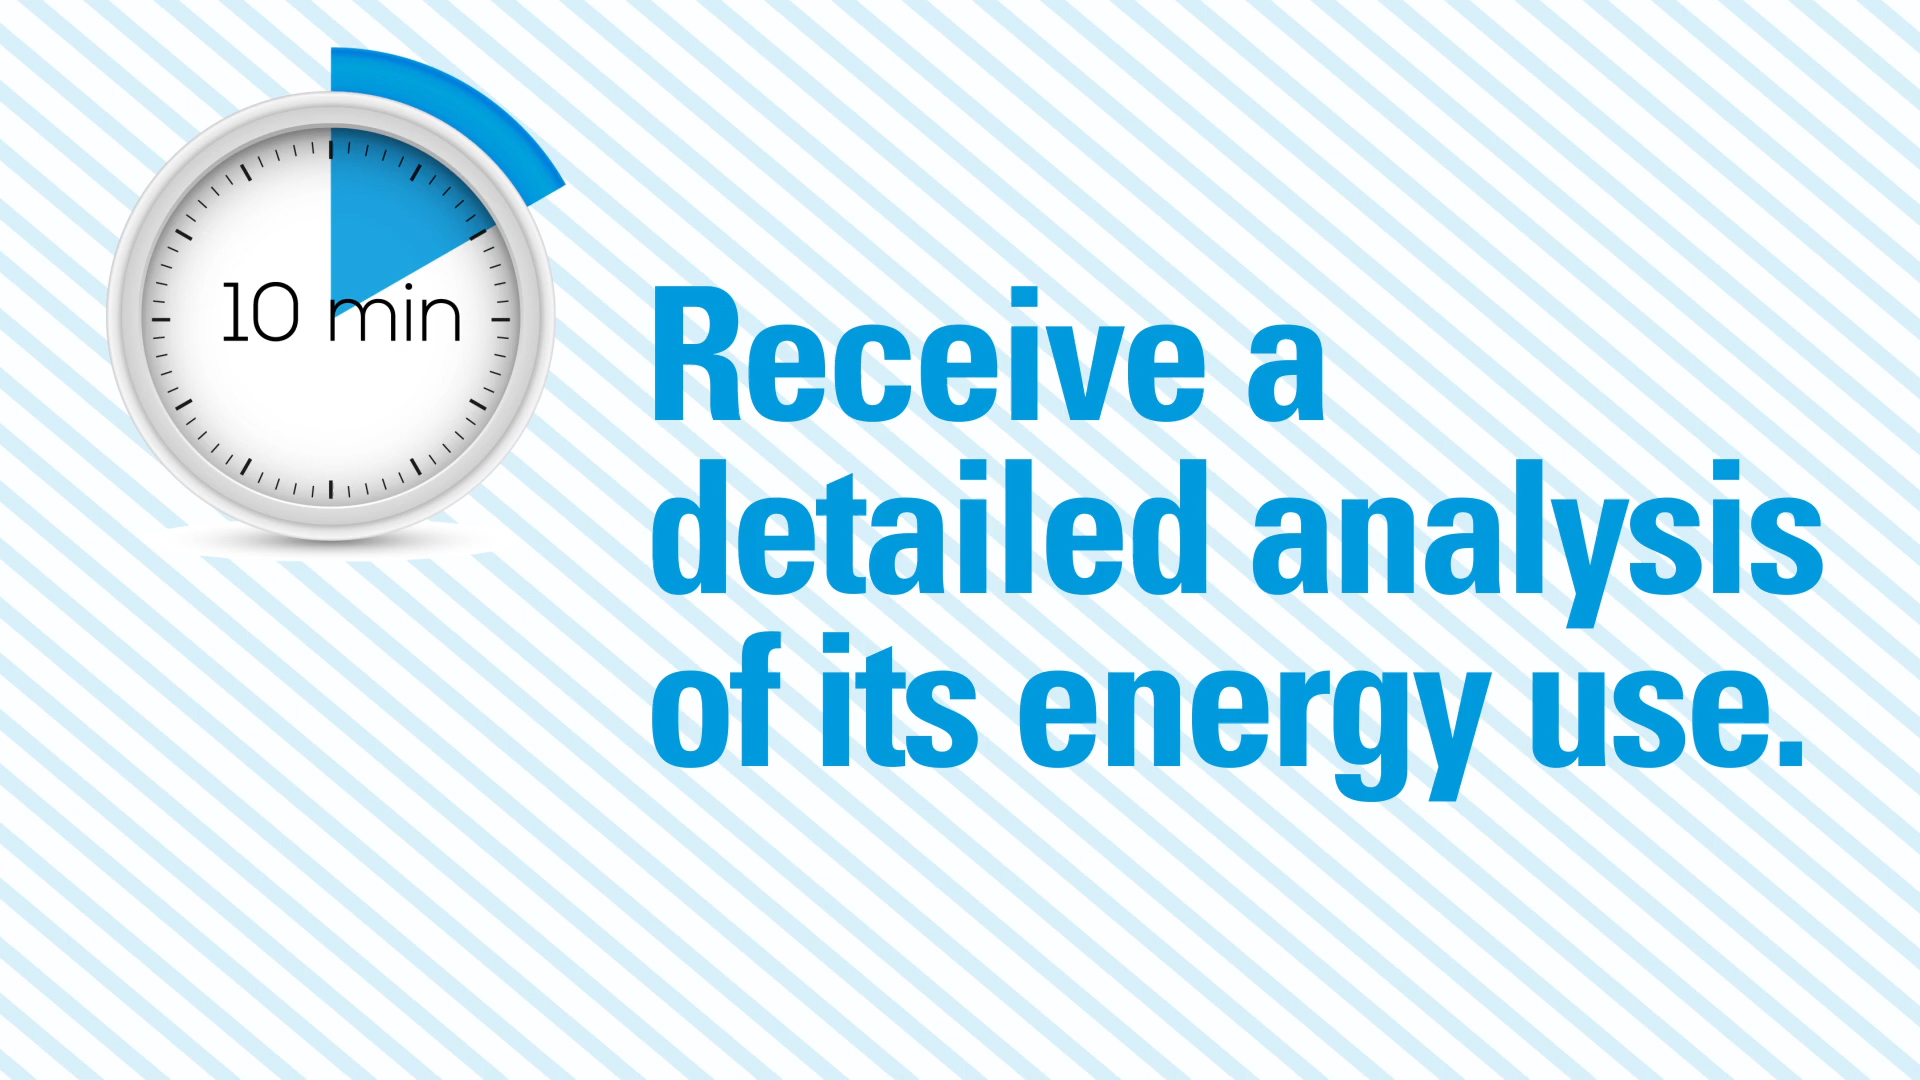 10 min
Receive a
detailed analysis
of its energy use.